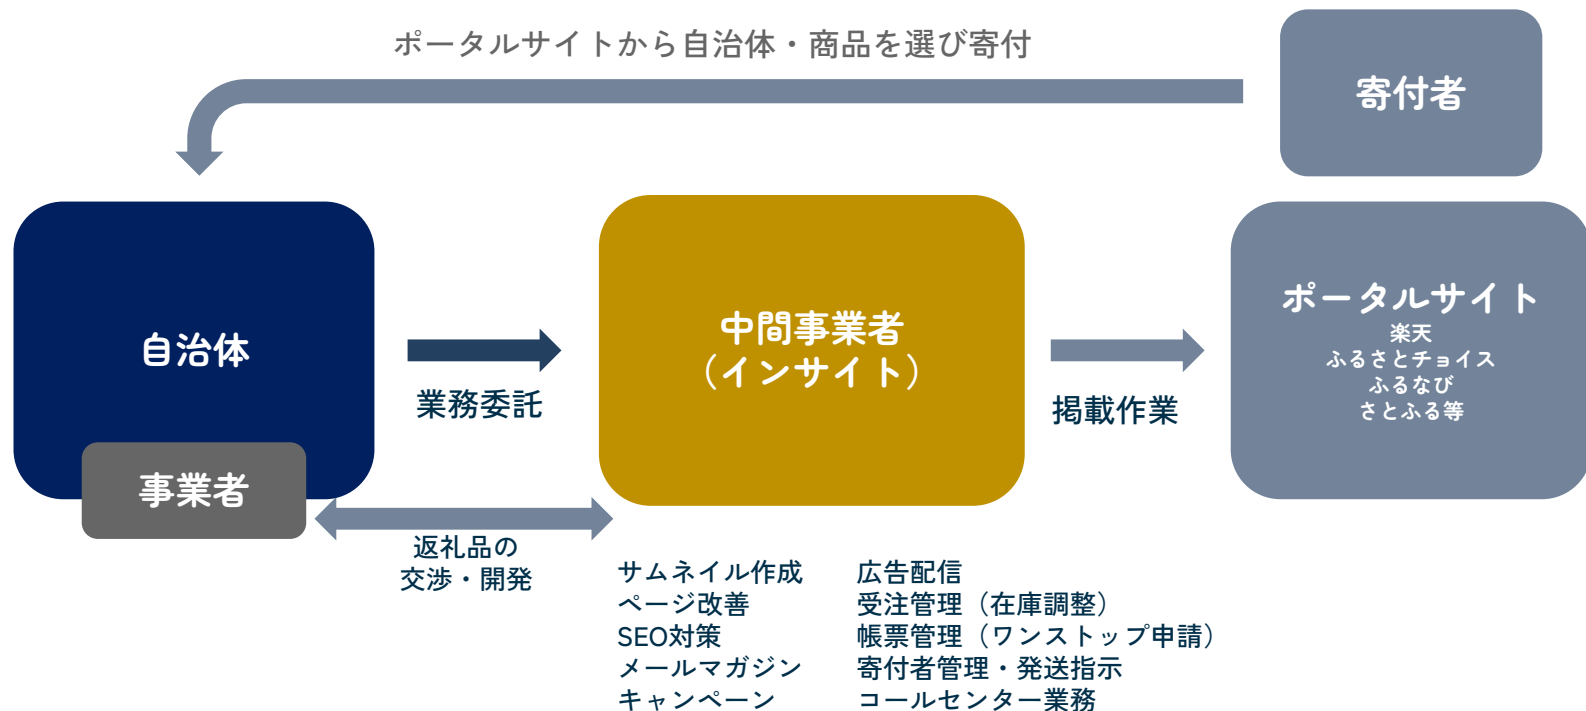 ポータルサイトから自治体・商品を選び寄付
寄付者
自治体
業務委託
中間事業者
（インサイト）
掲載作業
ポータルサイト
楽天
ふるさとチョイス
ふるなび
さとふる等
事業者
返礼品の
交渉・開発
サムネイル作成
ページ改善
SEO対策
メールマガジン
キャンペーン
広告配信
受注管理（在庫調整）
帳票管理（ワンストップ申請）
寄付者管理・発送指示
コールセンター業務